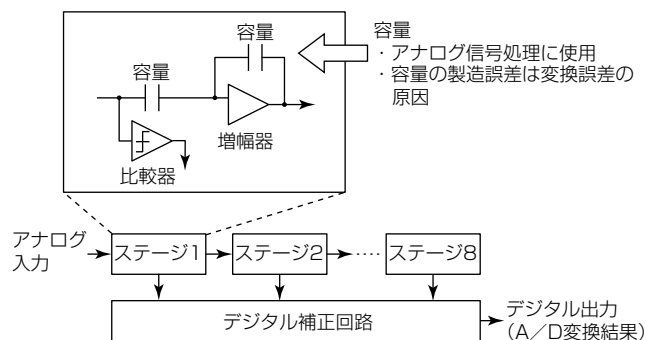 容量
容量
増幅器
比較器
容量
・アナログ信号処理に使用
・容量の製造誤差は変換誤差の
原因
アナログ
入力
ステージ1
ステージ2
‥‥
ステージ8
デジタル補正回路
デジタル出力
（A／D変換結果）